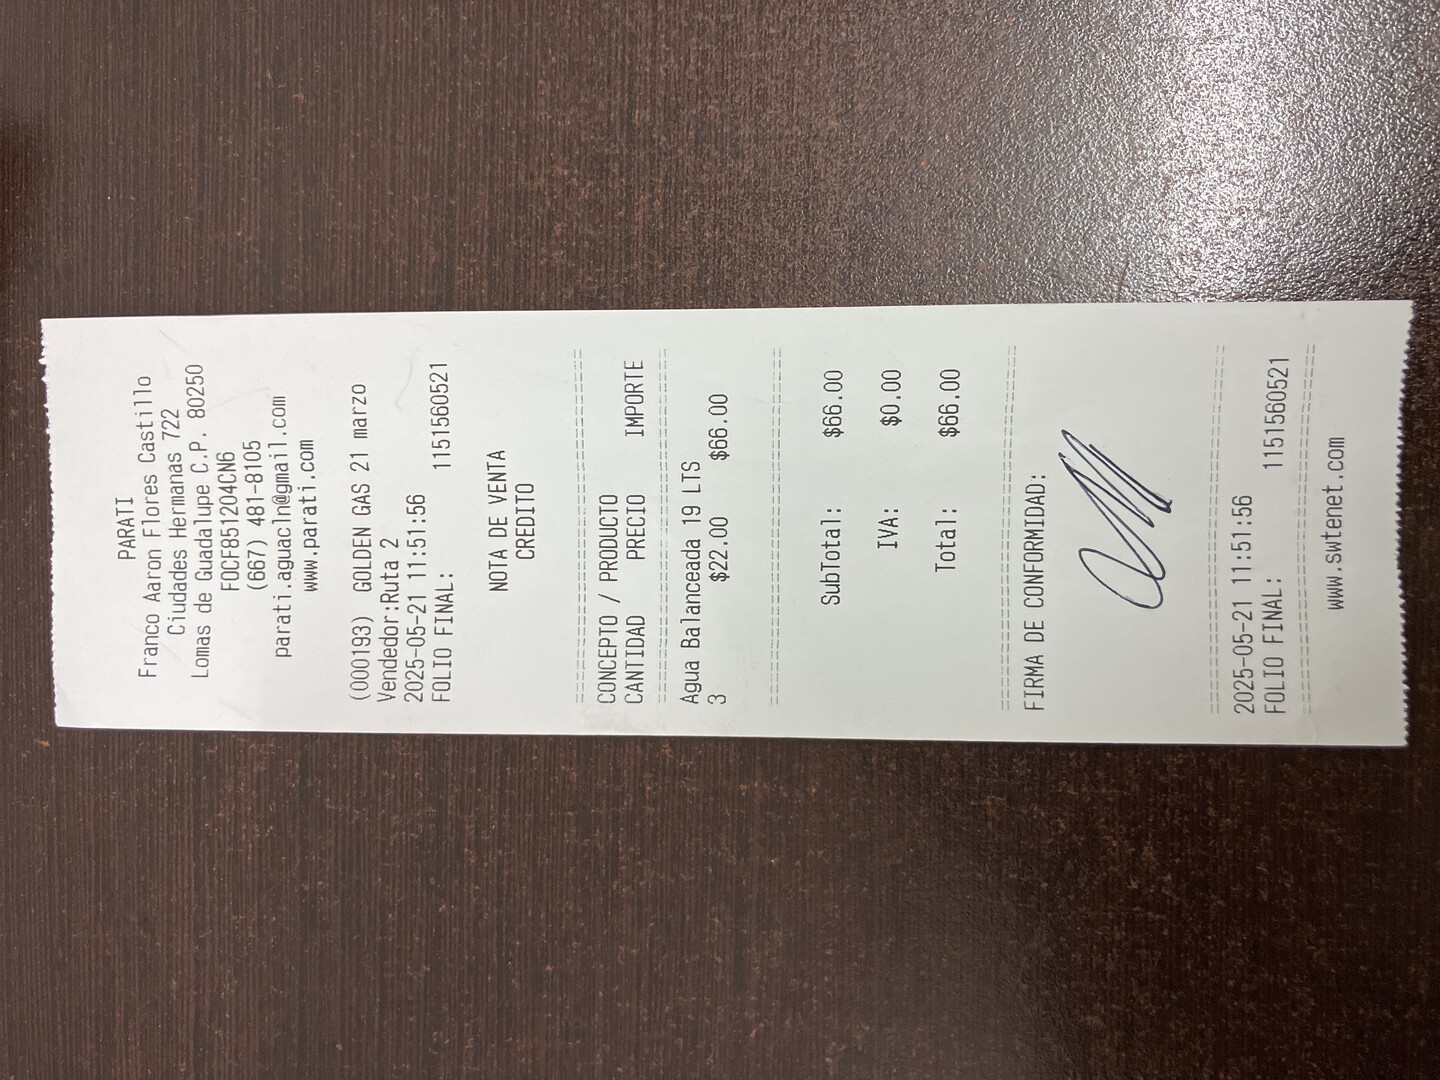 PARATI
Franco Aaron Flores Castillo
Ciudades Hermanas 722
Lomas de Guadalupe C.P. 80250
FOCF851204CN6
(667) 481-8105
parati.aguacln@gmail.com
www.parati.com
(000193) GOLDEN GAS 21 marzo
Vendedor:Ruta 2
2025-05-21 11:51:56
FOLIO FINAL: 1151560521
NOTA DE VENTA
CREDITO
CONCEPTO / PRODUCTO
CANTIDAD PRECIO IMPORTE
Agua Balanceada 19 LTS
3 $22.00 $66.00
SubTotal: $66.00
IVA: $0.00
Total: $66.00
FIRMA DE CONFORMIDAD:
2025-05-21 11:51:56
FOLIO FINAL: 1151560521
www.swtenet.com